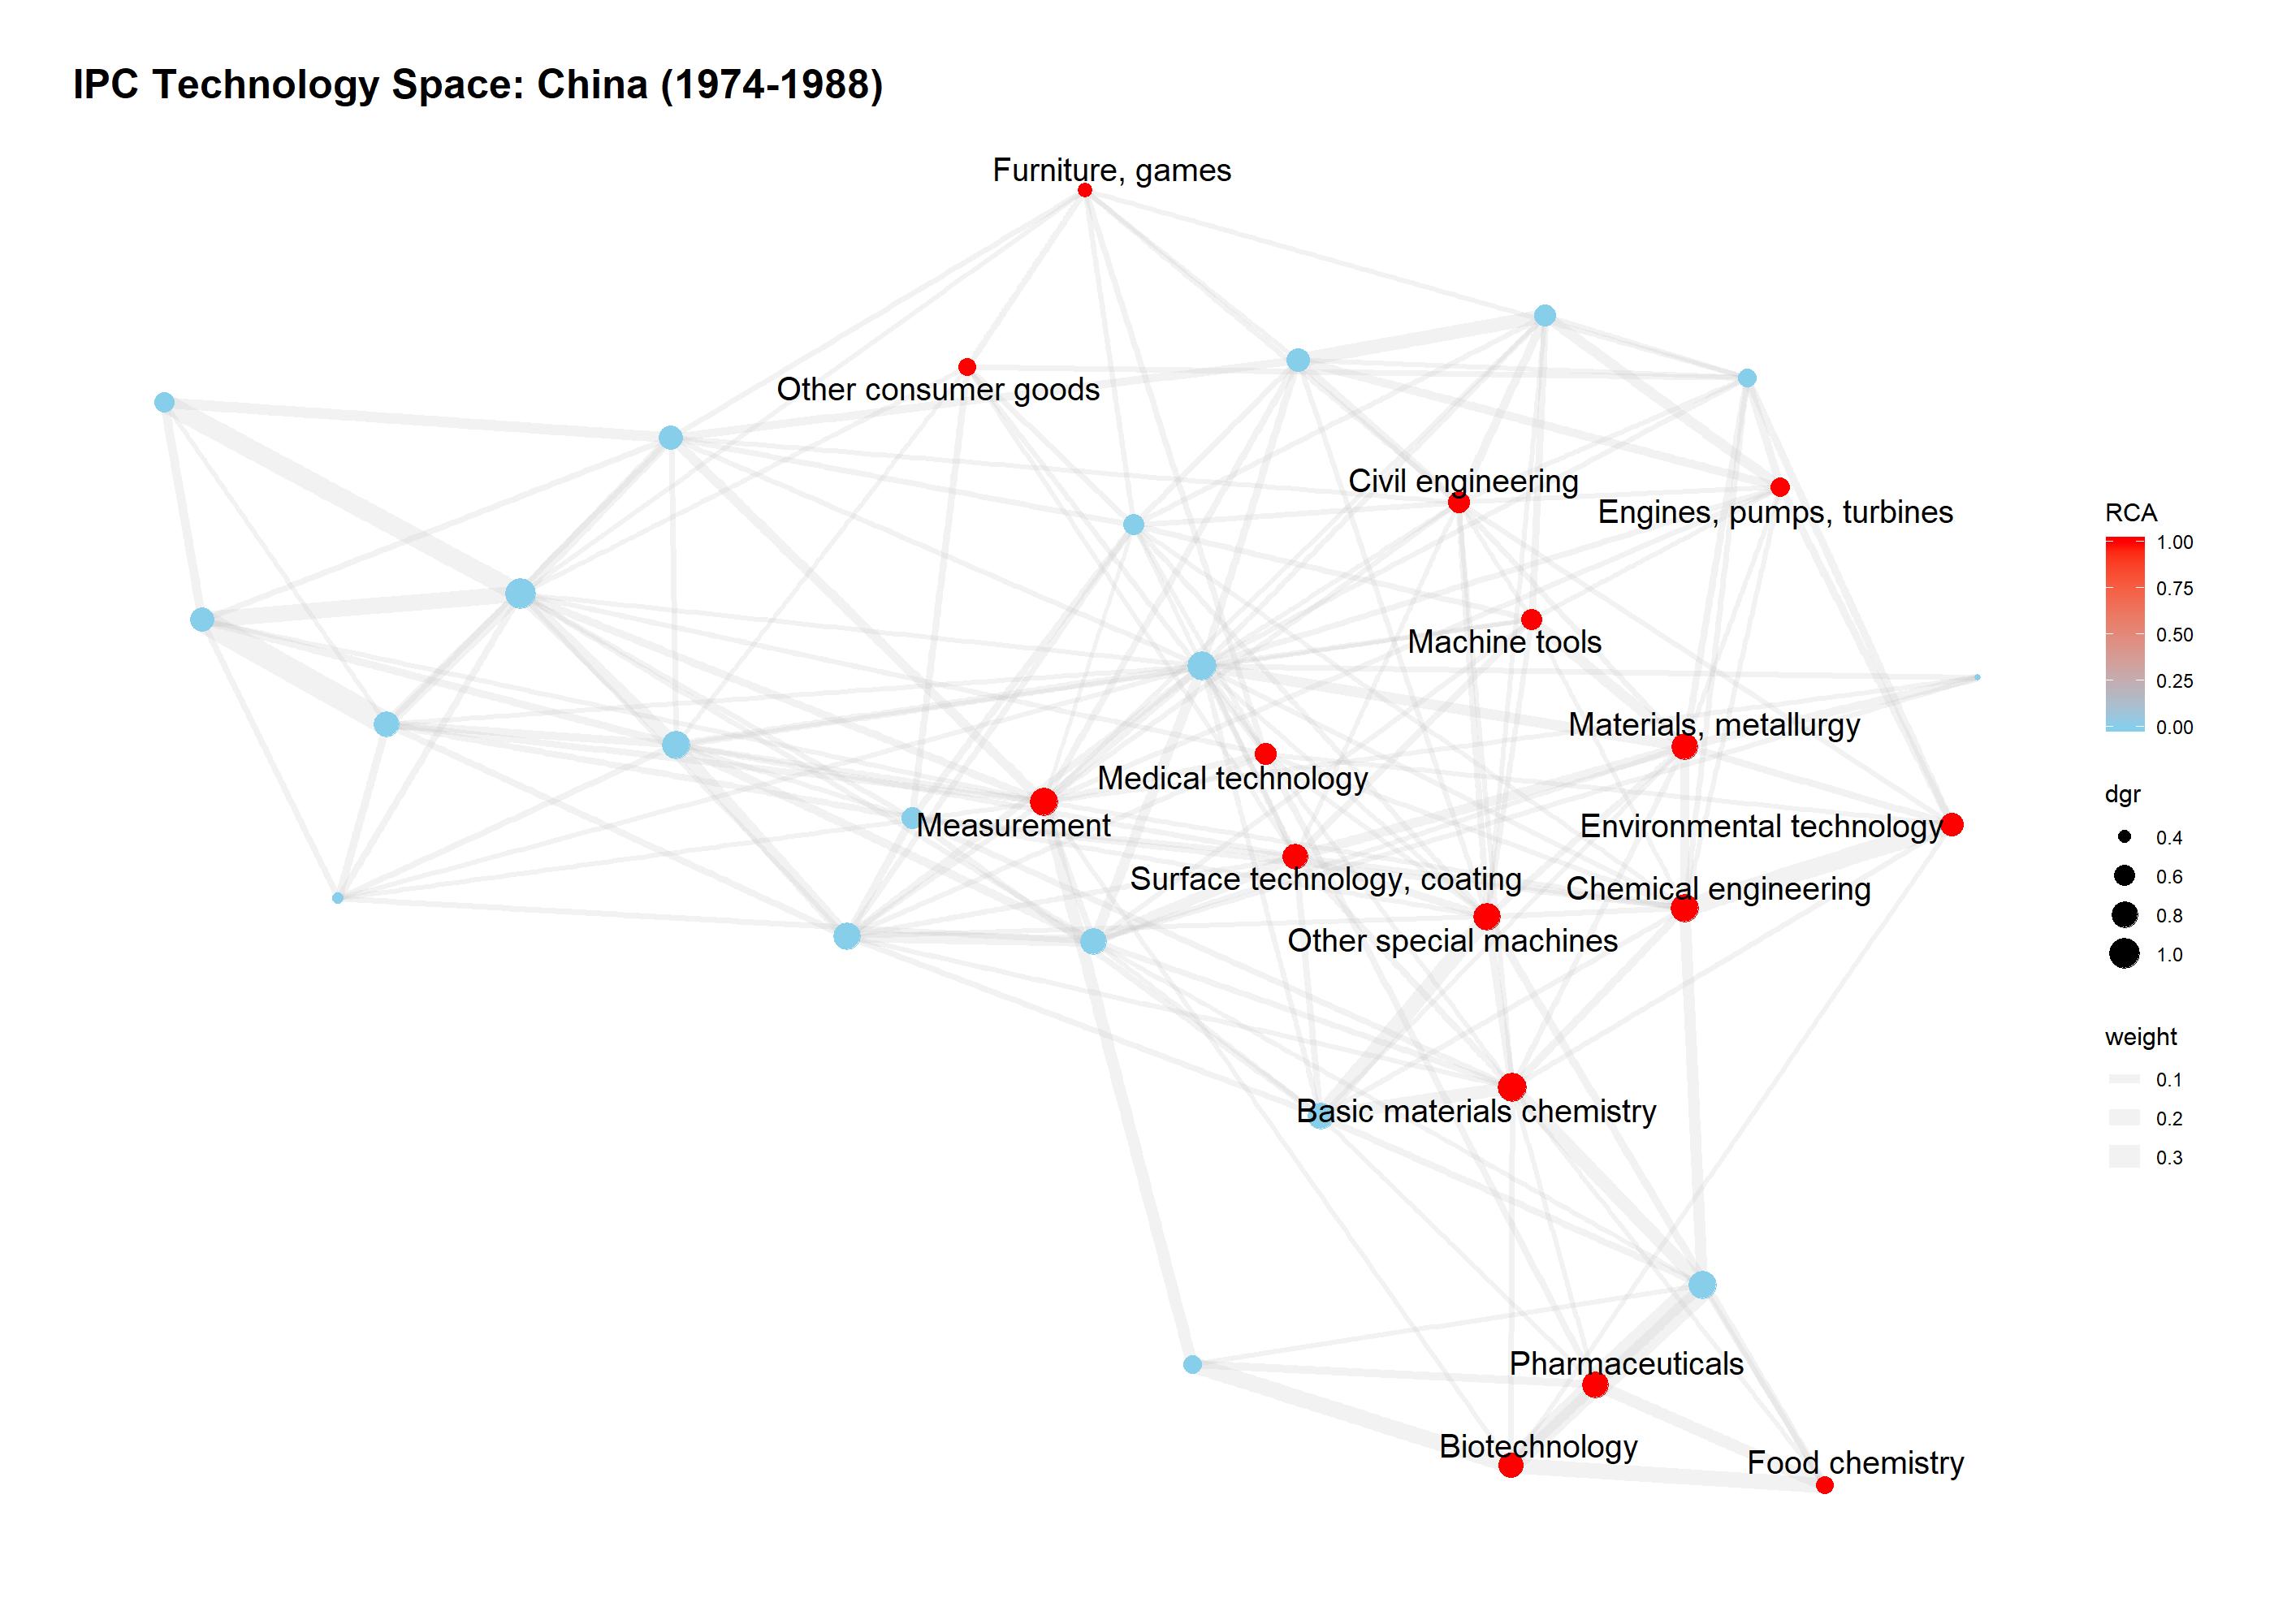 IPC Technology Space: China (1974-1988)
Furniture, games
Other consumer goods
Civil engineering
Engines, pumps, turbines
Machine tools
Materials, metallurgy
Medical technology
Measurement
Environmental technology
Surface technology, coating
Chemical engineering
Other special machines
Basic materials chemistry
Pharmaceuticals
Biotechnology
Food chemistry
RCA
1.00
0.75
0.50
0.25
0.00
dgr
0.4
0.6
0.8
1.0
weight
0.1
0.2
0.3